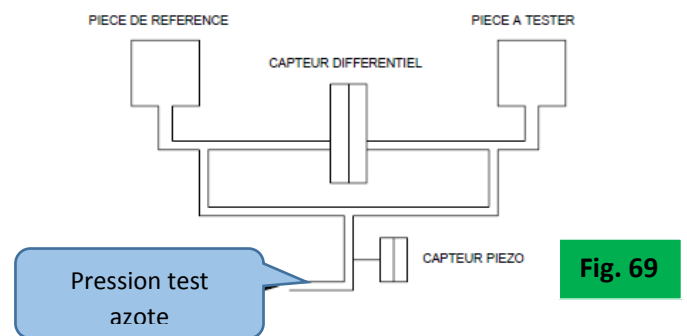 PIECE DE REFERENCE
PIECE A TESTER
CAPTEUR DIFFERENTIEL
CAPTEUR PIEZO
Pression test
azote
Fig. 69